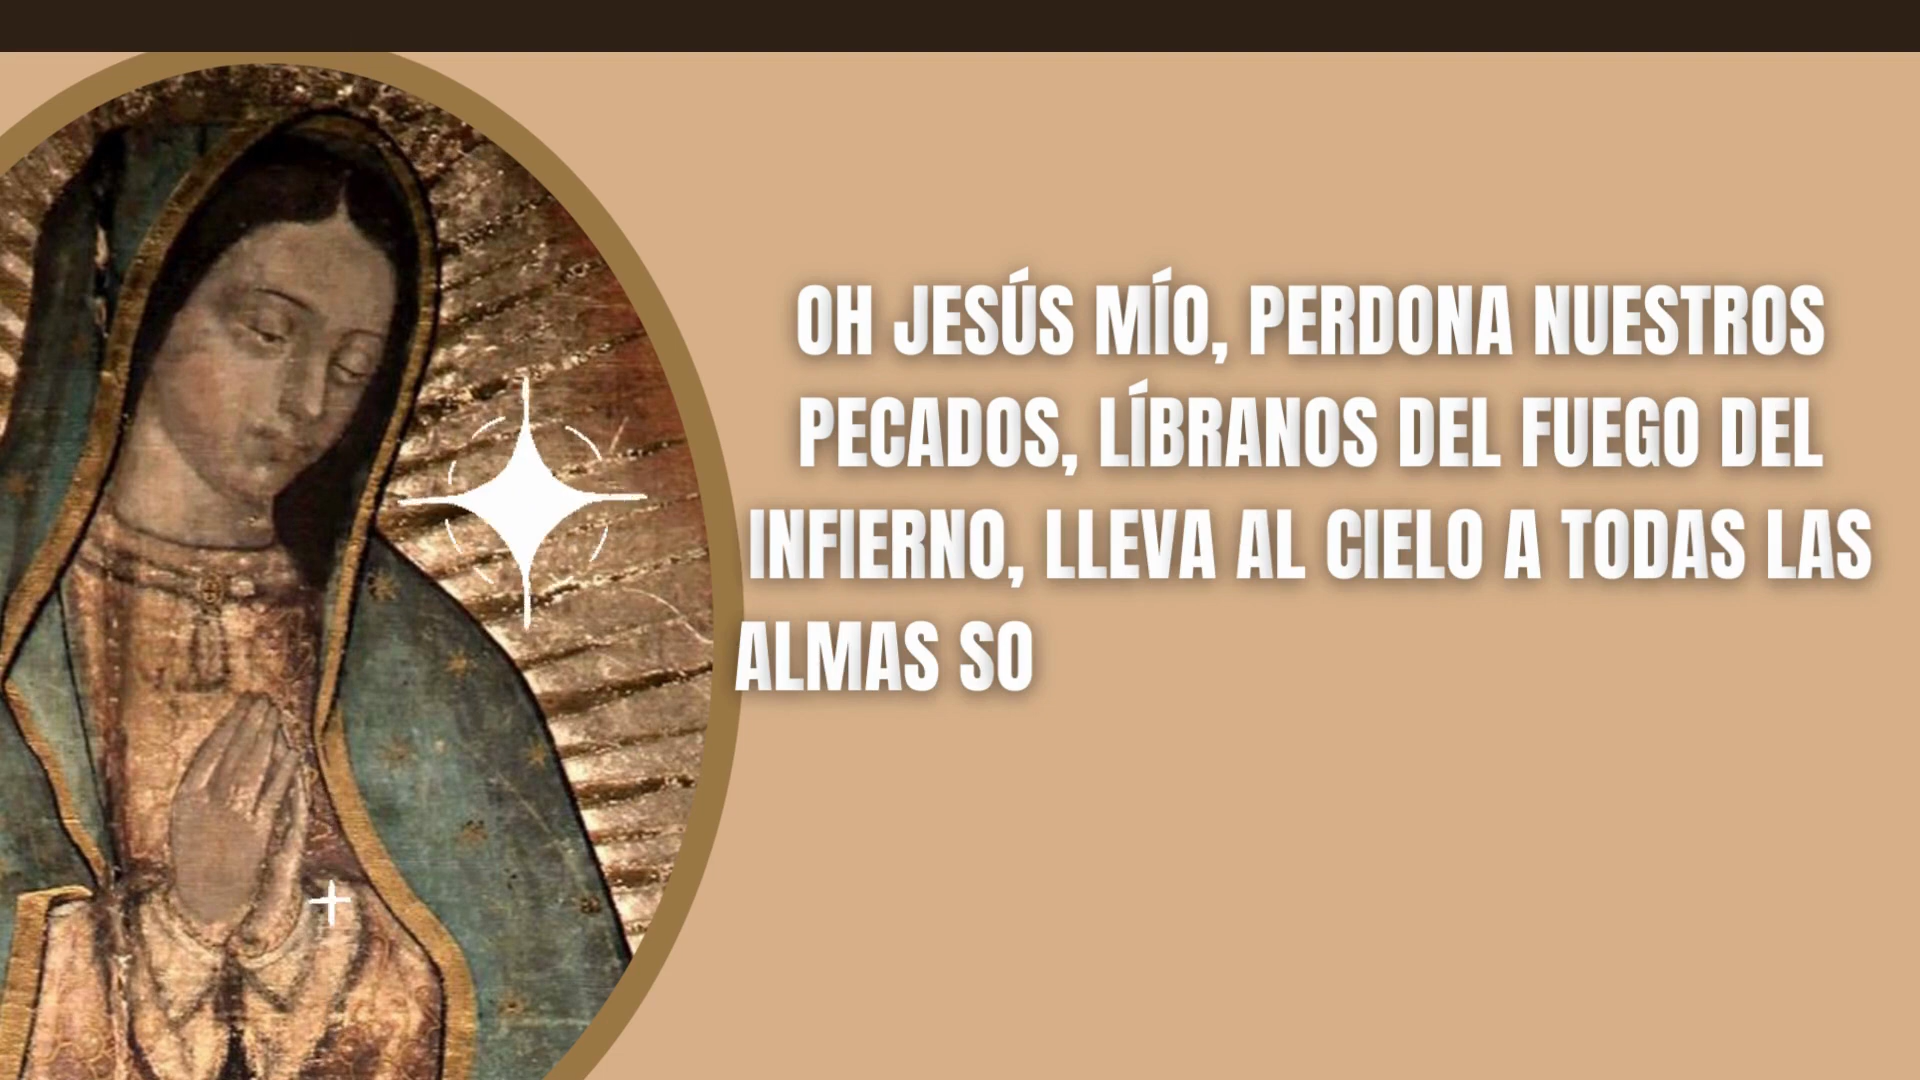 OH JESÚS MÍO, PERDONA NUESTROS
PECADOS, LÍBRANOS DEL FUEGO DEL
INFIERNO, LLEVA AL CIELO A TODAS LAS
ALMAS SO